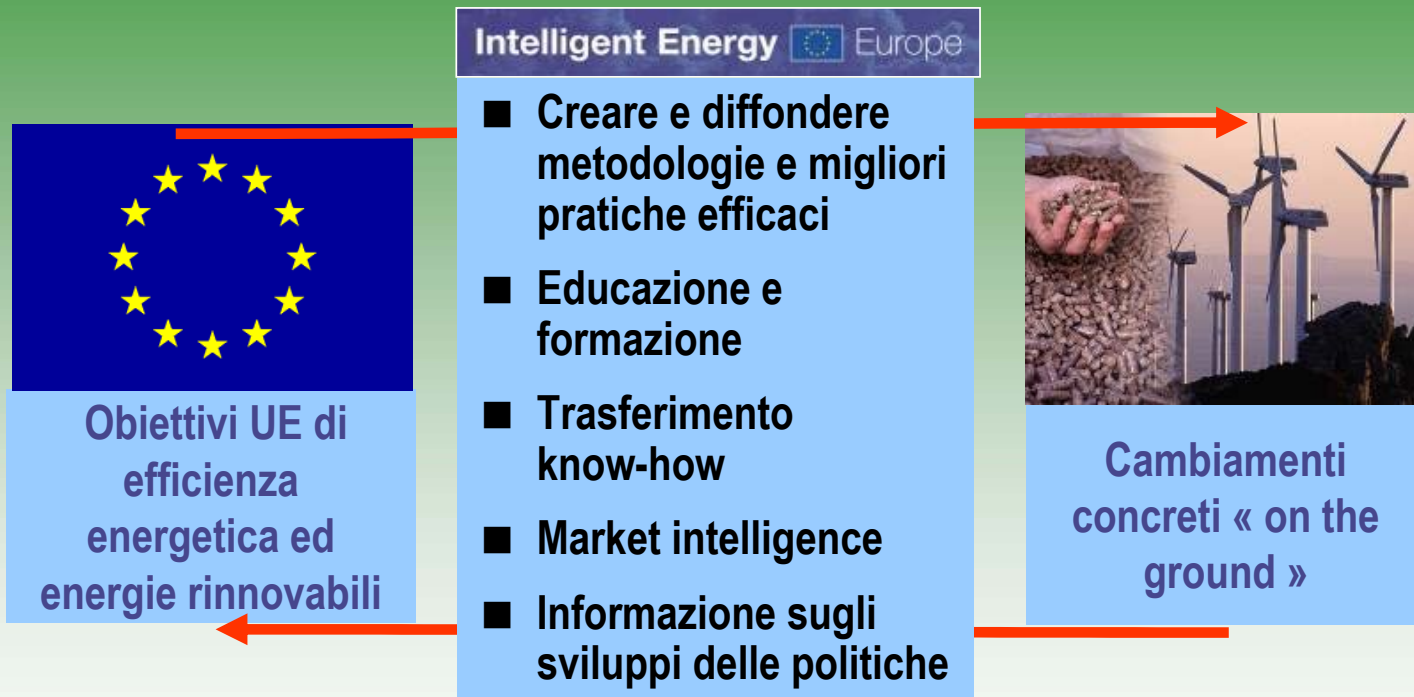 Intelligent Energy Europe
■ Creare e diffondere
metodologie e migliori
pratiche efficaci
■ Educazione e
formazione
■ Trasferimento
know-how
■ Market intelligence
■ Informazione sugli
sviluppi delle politiche
Obiettivi UE di
efficienza
energetica ed
energie rinnovabili
Cambiamenti
concreti « on the
ground »